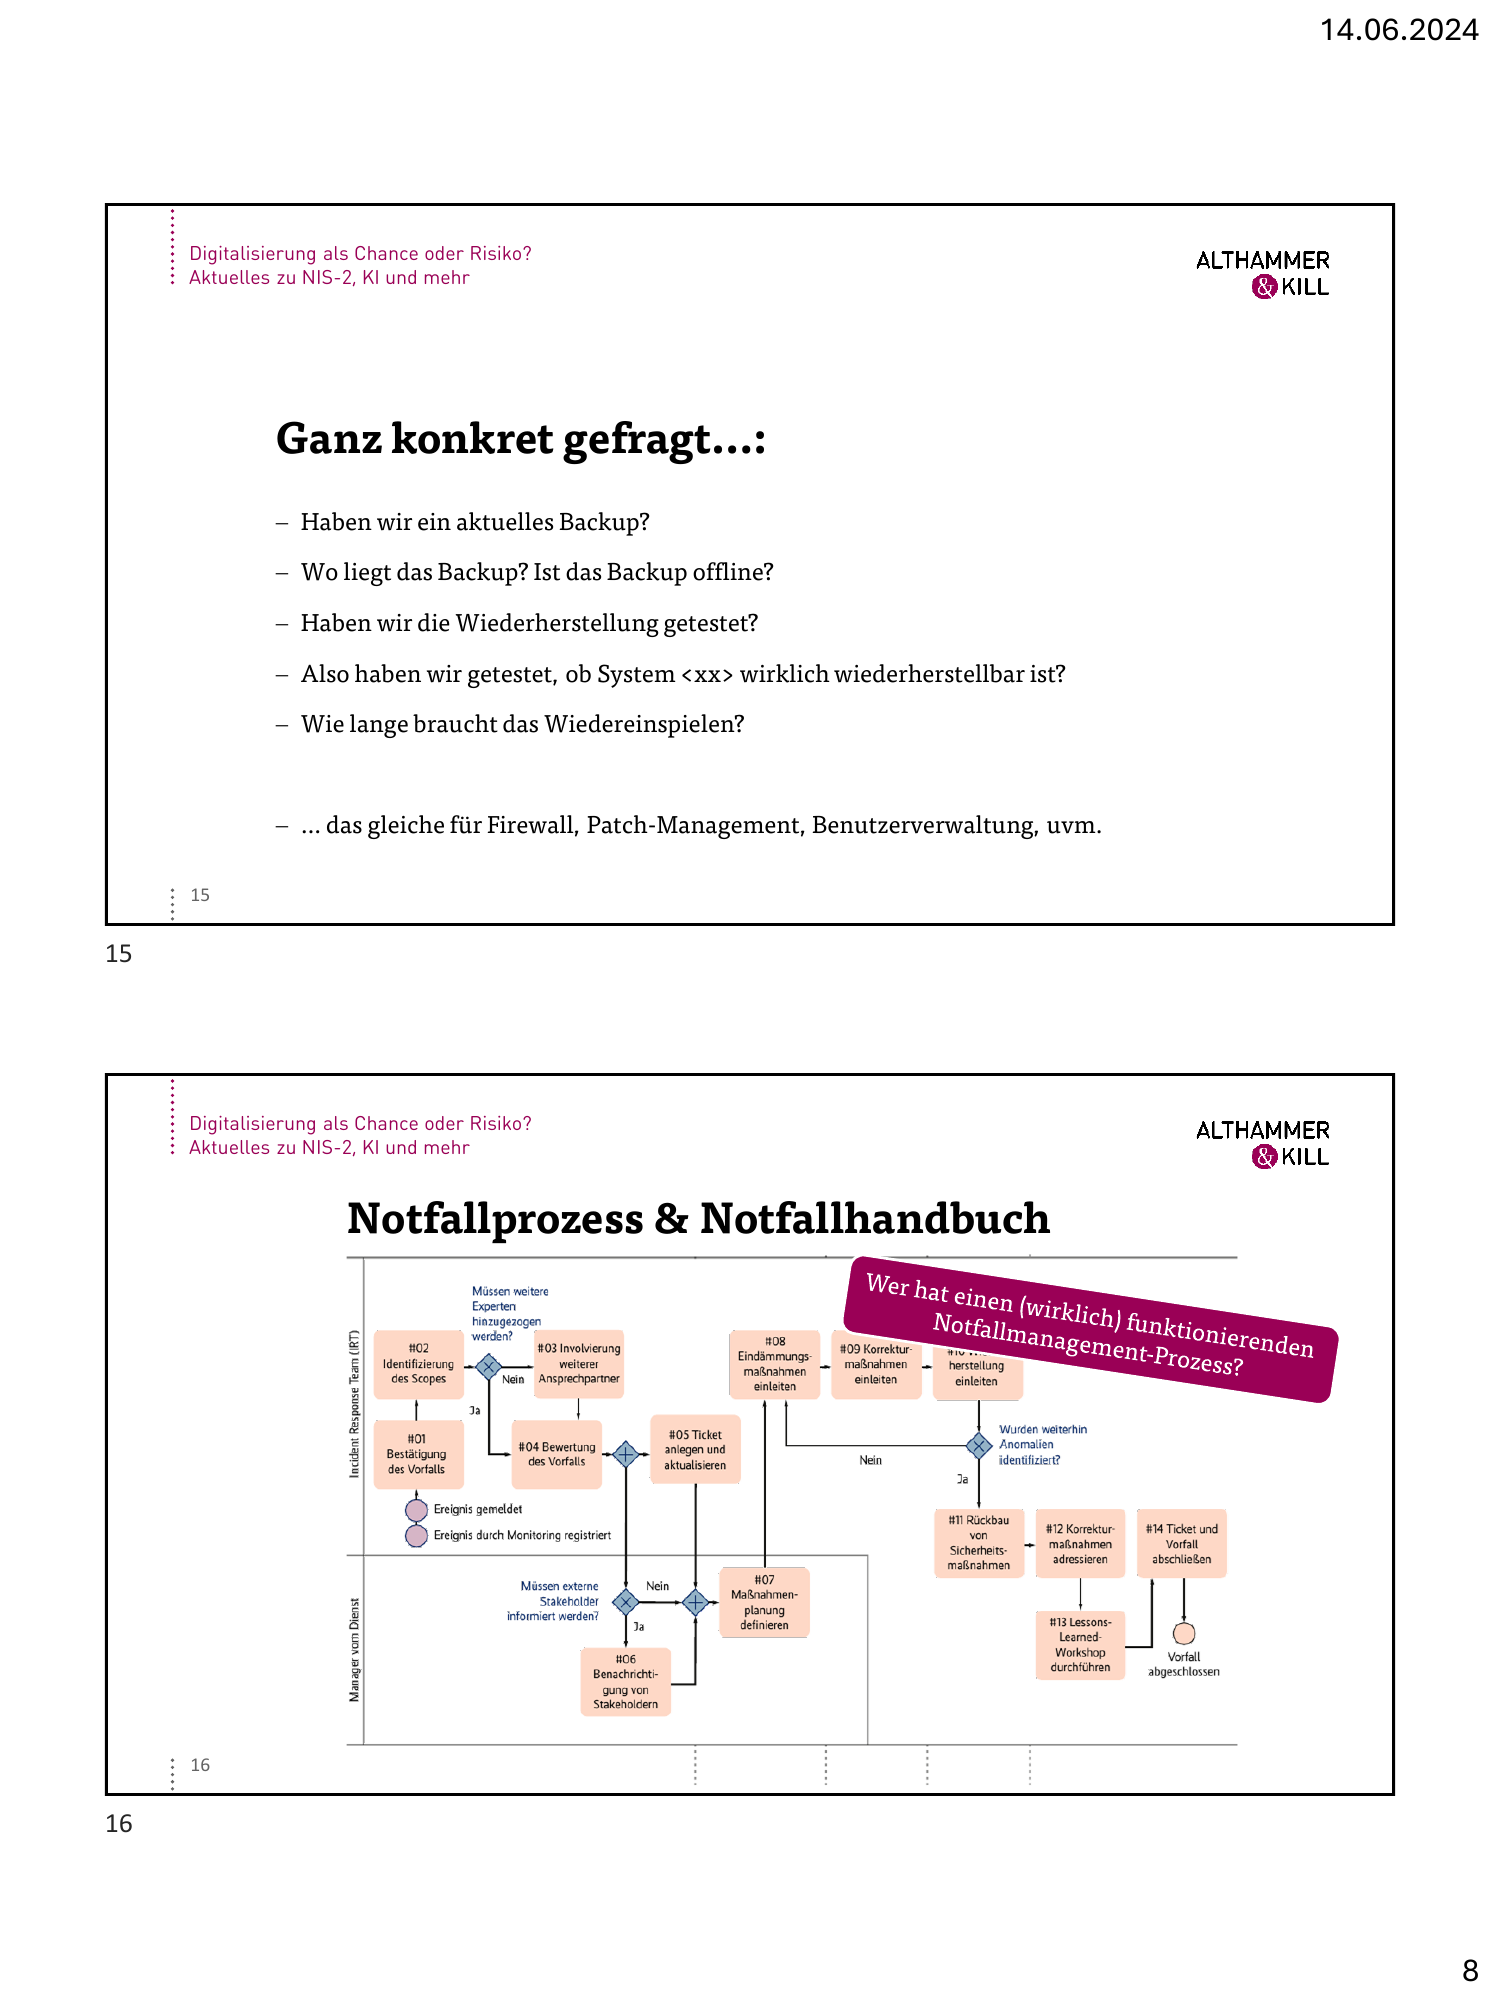 14.06.2024
Digitalisierung als Chance oder Risiko?
Aktuelles zu NIS-2, KI und mehr
ALTHAMMER
& KILL
Ganz konkret gefragt…:
– Haben wir ein aktuelles Backup?
– Wo liegt das Backup? Ist das Backup offline?
– Haben wir die Wiederherstellung getestet?
– Also haben wir getestet, ob System <xx> wirklich wiederherstellbar ist?
– Wie lange braucht das Wiedereinspielen?
– … das gleiche für Firewall, Patch-Management, Benutzerverwaltung, uvm.
15
15
Digitalisierung als Chance oder Risiko?
Aktuelles zu NIS-2, KI und mehr
ALTHAMMER
& KILL
Notfallprozess & Notfallhandbuch
Wer hat einen (wirklich) funktionierenden
Notfallmanagement-Prozess?
Incident Response Team (IRT)
Müssen weitere
Experten
hinzugezogen
werden?
#02
Identifizierung
des Scopes
Nein
Ja
#03 Involvierung
weiterer
Ansprechpartner
#01
Bestätigung
des Vorfalls
#04 Bewertung
des Vorfalls
#05 Ticket
anlegen und
aktualisieren
Ereignis gemeldet
Ereignis durch Monitoring registriert
#08
Eindämmungs-
maßnahmen
einleiten
#09 Korrektur-
maßnahmen
einleiten
herstellung
einleiten
Wurden weiterhin
Anomalien
identifiziert?
Nein
Ja
#11 Rückbau
von
Sicherheits-
maßnahmen
#12 Korrektur-
maßnahmen
adressieren
#14 Ticket und
Vorfall
abschließen
#13 Lessons-
Learned-
Workshop
durchführen
Vorfall
abgeschlossen
Manager vom Dienst
Müssen externe
Stakeholder
informiert werden?
Nein
Ja
#07
Maßnahmen-
planung
definieren
#06
Benachrichti-
gung von
Stakeholdern
16
16
8